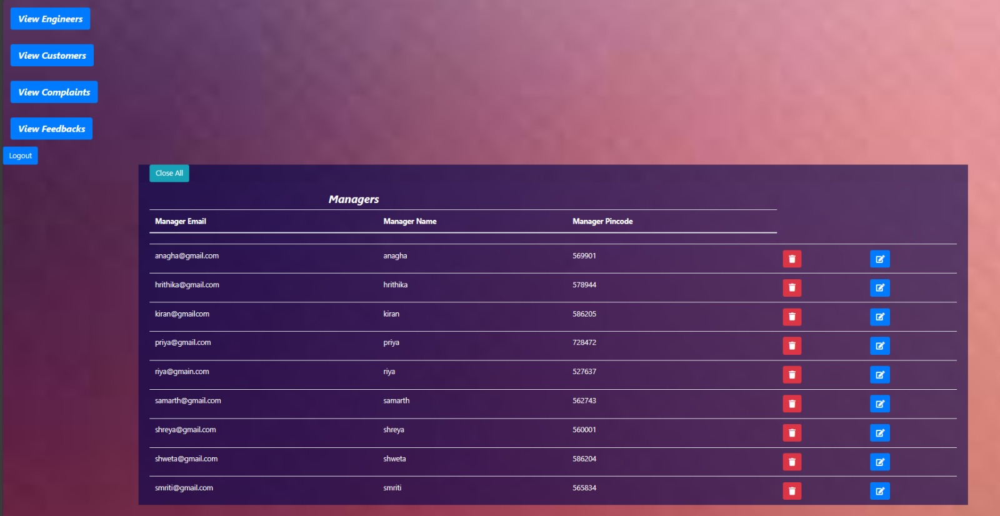 View Engineers
View Customers
View Complaints
View Feedbacks
Logout
Close All
Managers
Manager Email Manager Name Manager Pincode
anagha@gmail.com anagha 569901
hrithika@gmail.com hrithika 578944
kiran@gmailcom kiran 586205
priya@gmail.com priya 728472
riya@gmain.com riya 527637
samarth@gmail.com samarth 562743
shreya@gmail.com shreya 560001
shweta@gmail.com shweta 586204
smriti@gmail.com smriti 565834